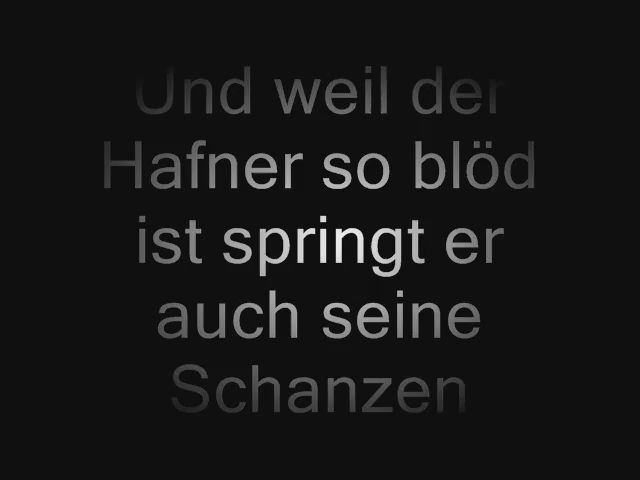 Und weil der
Hafner so blöd
ist springt er
auch seine
Schanzen